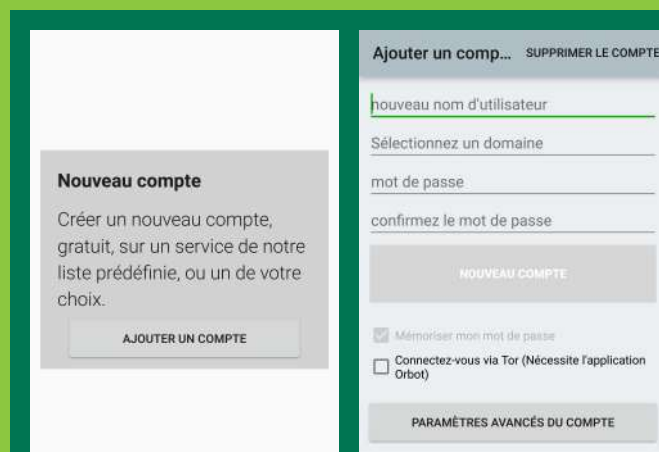 Nouveau compte
Créer un nouveau compte,
gratuit, sur un service de notre
liste prédéfinie, ou un de votre
choix.
AJOUTER UN COMPTE
Ajouter un comp... SUPPRIMER LE COMPTE
nouveau nom d'utilisateur
Sélectionnez un domaine
mot de passe
confirmez le mot de passe
NOUVEAU COMPTE
Mémoriser mon mot de passe
Connectez-vous via Tor (Nécessite l'application
Orbot)
PARAMÈTRES AVANCÉS DU COMPTE